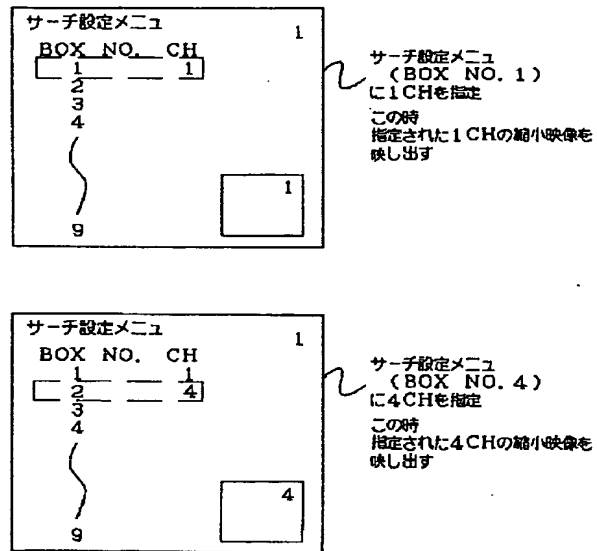 サーチ設定メニュ
1
BOX NO. CH
1 1
2
3
4
9
1
サーチ設定メニュ
(BOX NO. 1)
に1CHを指定
この時
指定された1CHの縮小映像を
映し出す
サーチ設定メニュ
1
BOX NO. CH
1 1
2 4
3
4
9
4
サーチ設定メニュ
(BOX NO. 4)
に4CHを指定
この時
指定された4CHの縮小映像を
映し出す